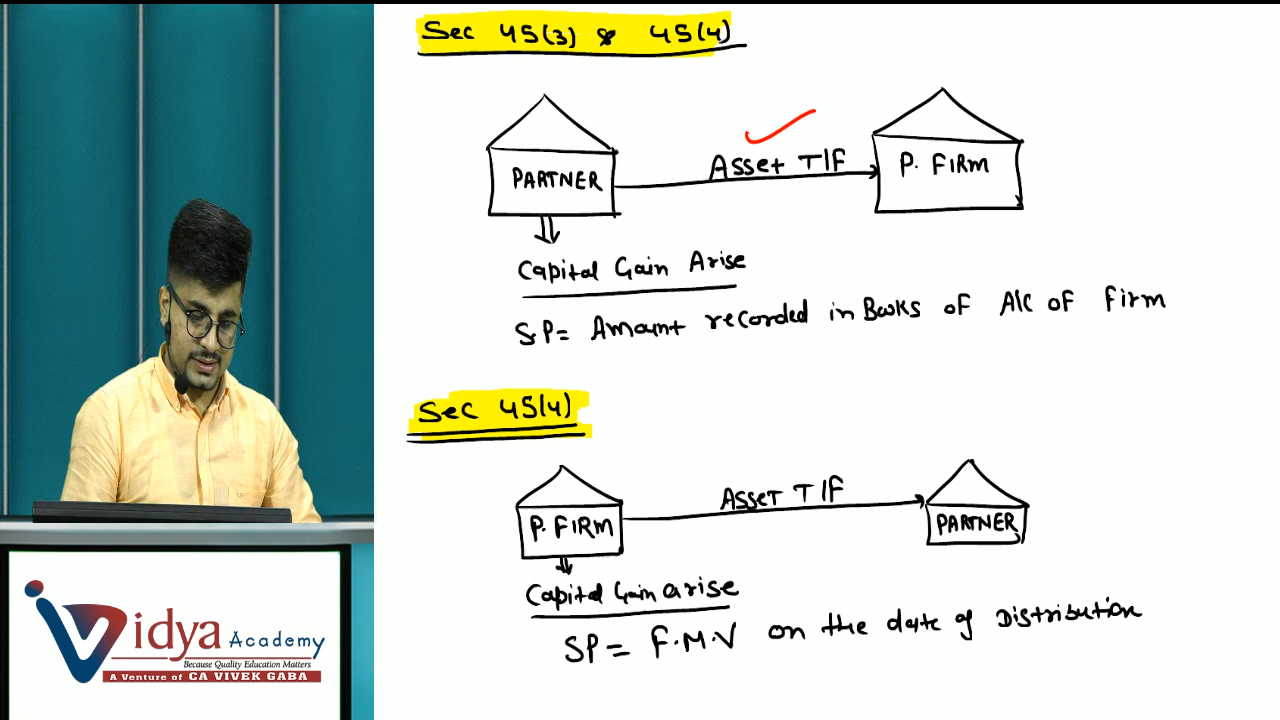 Sec 45(3) & 45(4)
PARTNER
Asset T/F
P. FIRM
Capital Gain Arise
S.P= Amount recorded in Books of A/c of Firm
Sec 45(4)
P. FIRM
Asset T/F
PARTNER
Capital Gain arise
SP= F.M.V on the date of Distribution
Vidya Academy
Because Quality Education Matters
A Venture of CA VIVEK GABA